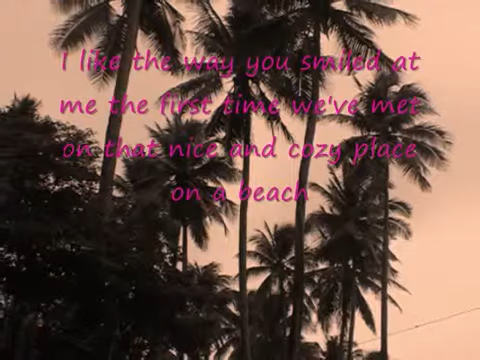 I like the way you smiled at
me the first time we've met
on that nice and cozy place
on a beach